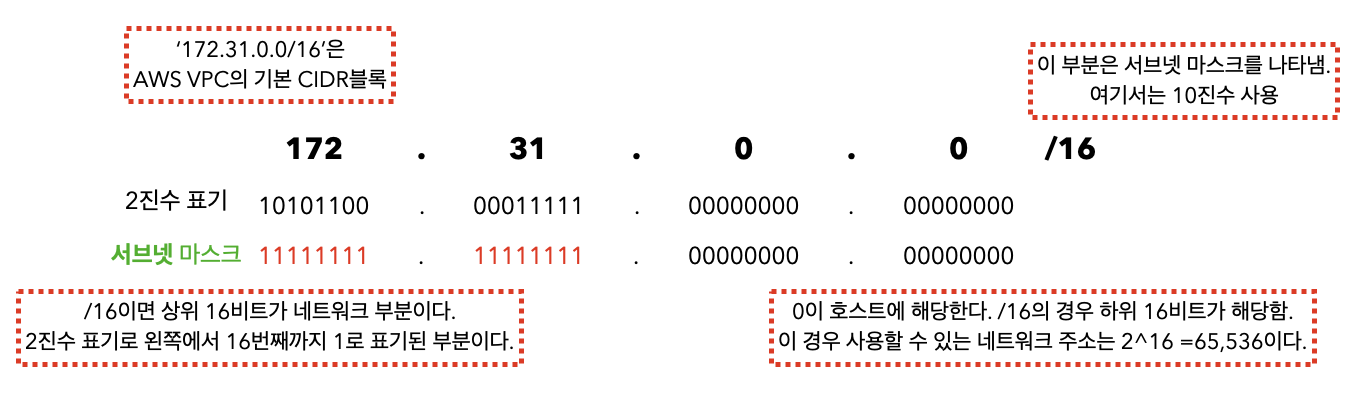 ‘172.31.0.0/16’은
AWS VPC의 기본 CIDR블록
이 부분은 서브넷 마스크를 나타냄.
여기서는 10진수 사용
172 . 31 . 0 . 0 /16
2진수 표기 10101100 . 00011111 . 00000000 . 00000000
서브넷 마스크 11111111 . 11111111 . 00000000 . 00000000
/16이면 상위 16비트가 네트워크 부분이다.
2진수 표기로 왼쪽에서 16번째까지 1로 표기된 부분이다.
0이 호스트에 해당한다. /16의 경우 하위 16비트가 해당함.
이 경우 사용할 수 있는 네트워크 주소는 2^16 =65,536이다.